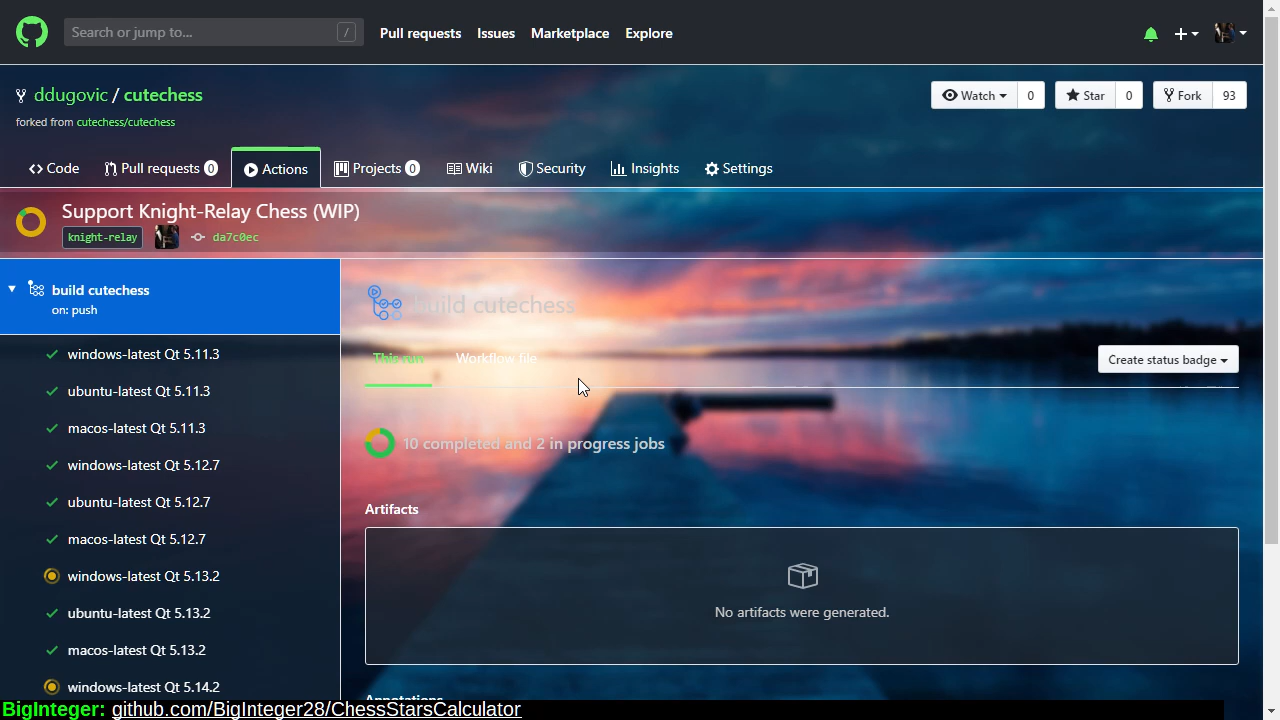 Search or jump to...
/
Pull requests
Issues
Marketplace
Explore
ddugovic / cutechess
forked from cutechess/cutechess
Watch
0
Star
0
Fork
93
Code
Pull requests 0
Actions
Projects 0
Wiki
Security
Insights
Settings
Support Knight-Relay Chess (WIP)
knight-relay
da7c0ec
build cutechess
on: push
windows-latest Qt 5.11.3
ubuntu-latest Qt 5.11.3
macos-latest Qt 5.11.3
windows-latest Qt 5.12.7
ubuntu-latest Qt 5.12.7
macos-latest Qt 5.12.7
windows-latest Qt 5.13.2
ubuntu-latest Qt 5.13.2
macos-latest Qt 5.13.2
windows-latest Qt 5.14.2
build cutechess
This run
Workflow file
Create status badge
10 completed and 2 in progress jobs
Artifacts
No artifacts were generated.
Annotations
BigInteger: github.com/BigInteger28/ChessStarsCalculator